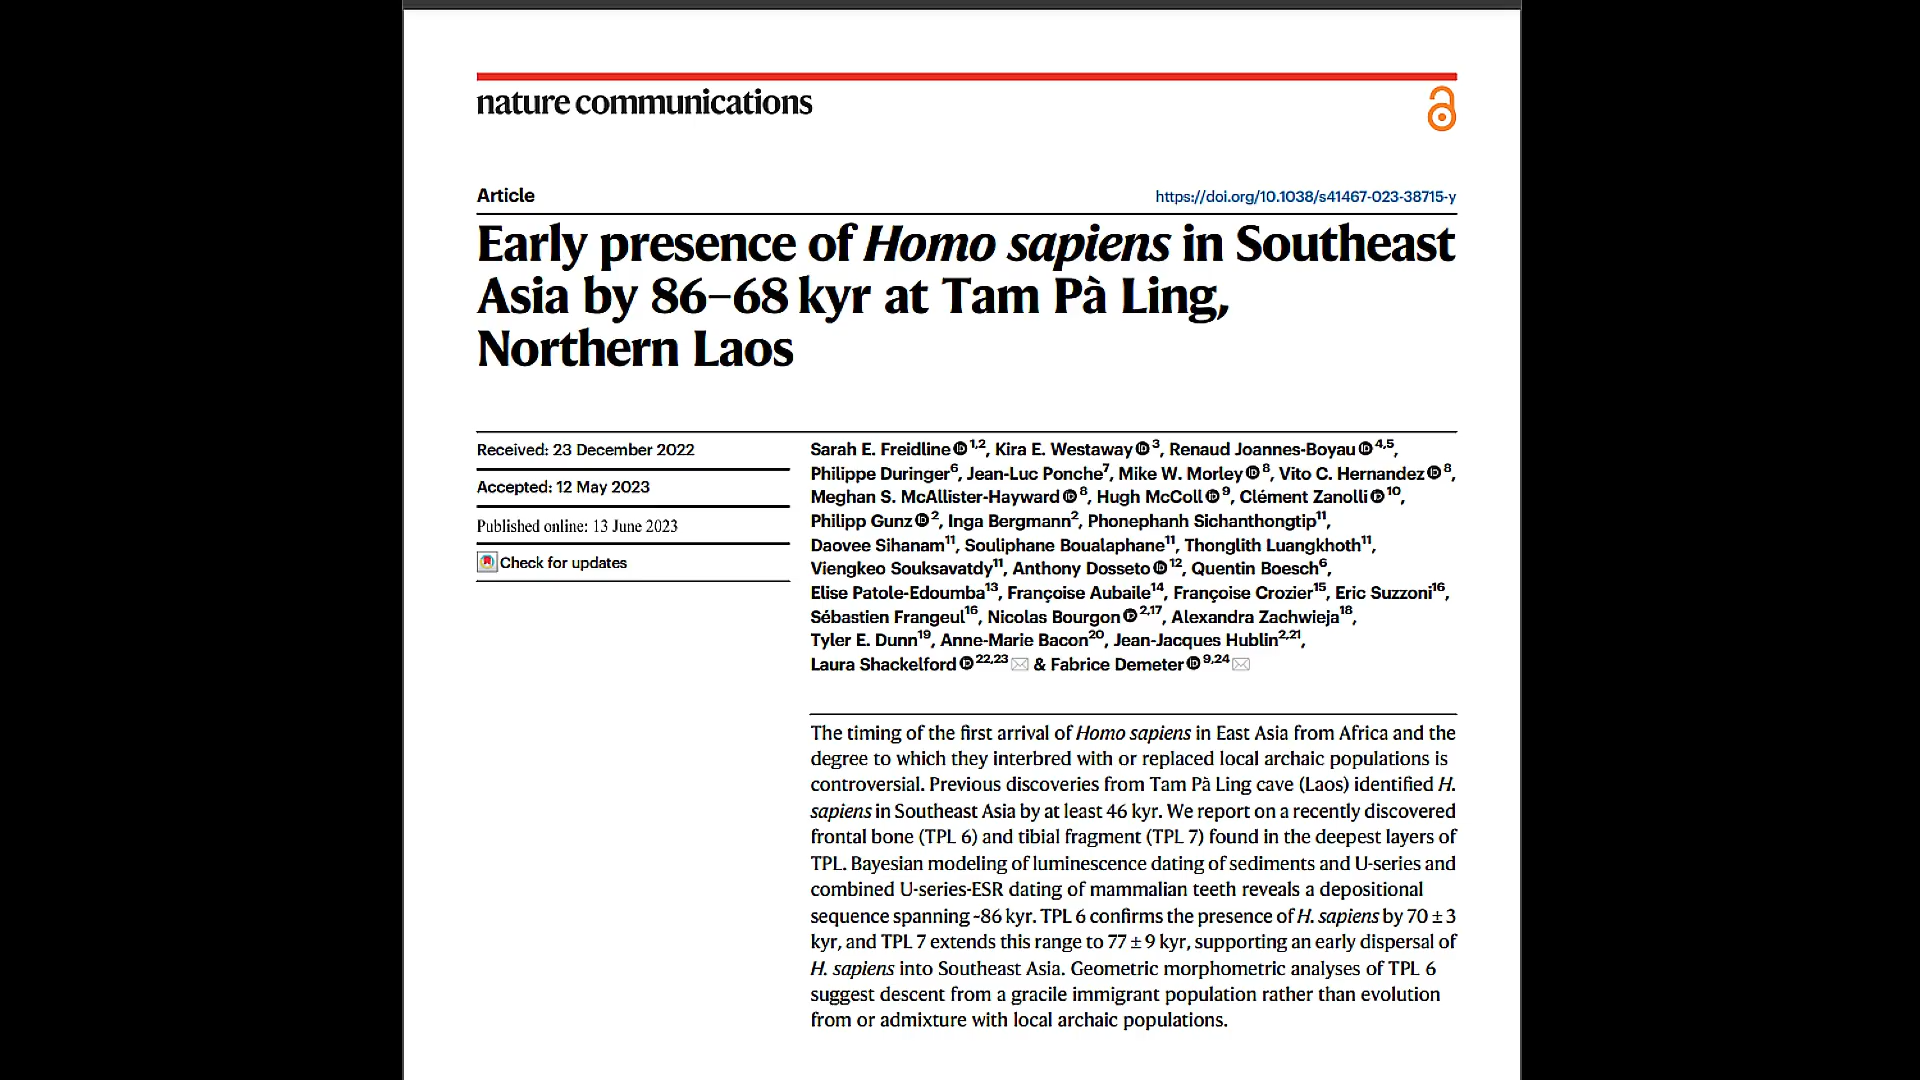 nature communications
Article
https://doi.org/10.1038/s41467-023-38715-y
Early presence of Homo sapiens in Southeast
Asia by 86–68 kyr at Tam Pà Ling,
Northern Laos
Received: 23 December 2022
Accepted: 12 May 2023
Published online: 13 June 2023
Check for updates
Sarah E. Freidline 1,2, Kira E. Westaway 3, Renaud Joannes-Boyau 4,5,
Philippe Duringer6, Jean-Luc Ponche7, Mike W. Morley 8, Vito C. Hernandez 8,
Meghan S. McAllister-Hayward 8, Hugh McColl 9, Clément Zanolli 10,
Philipp Gunz 2, Inga Bergmann2, Phonephanh Sichanthongtip11,
Daovee Sihanam11, Souliphane Boualaphane11, Thonglith Luangkhoth11,
Viengkeo Souksavatdy11, Anthony Dosseto 12, Quentin Boesch6,
Elise Patole-Edoumba13, Françoise Aubaile14, Françoise Crozier15, Eric Suzzoni16,
Sébastien Frangeul16, Nicolas Bourgon 2,17, Alexandra Zachwieja18,
Tyler E. Dunn19, Anne-Marie Bacon20, Jean-Jacques Hublin2,21,
Laura Shackelford 22,23 & Fabrice Demeter 9,24
The timing of the first arrival of Homo sapiens in East Asia from Africa and the
degree to which they interbred with or replaced local archaic populations is
controversial. Previous discoveries from Tam Pà Ling cave (Laos) identified H.
sapiens in Southeast Asia by at least 46 kyr. We report on a recently discovered
frontal bone (TPL 6) and tibial fragment (TPL 7) found in the deepest layers of
TPL. Bayesian modeling of luminescence dating of sediments and U-series and
combined U-series-ESR dating of mammalian teeth reveals a depositional
sequence spanning ~86 kyr. TPL 6 confirms the presence of H. sapiens by 70 ± 3
kyr, and TPL 7 extends this range to 77 ± 9 kyr, supporting an early dispersal of
H. sapiens into Southeast Asia. Geometric morphometric analyses of TPL 6
suggest descent from a gracile immigrant population rather than evolution
from or admixture with local archaic populations.